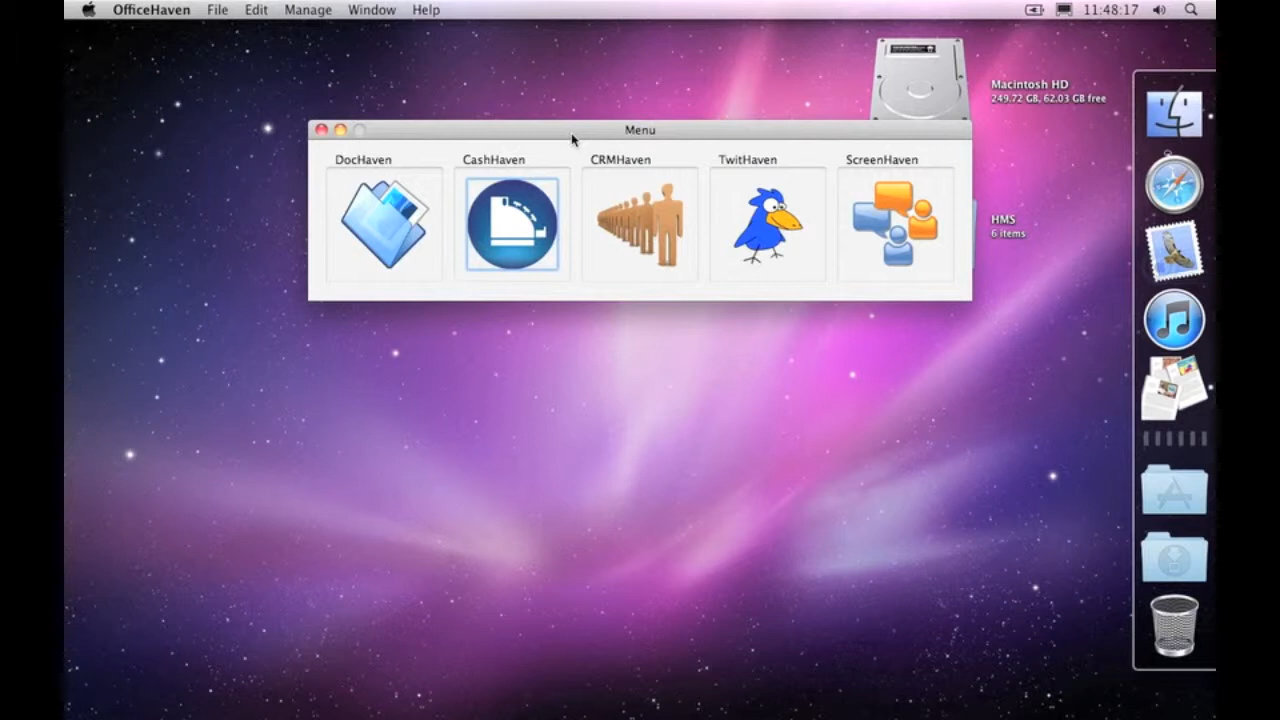 OfficeHaven File Edit Manage Window Help 11:48:17
Macintosh HD
249.72 GB, 62.03 GB free
Menu
DocHaven CashHaven CRMHaven TwitHaven ScreenHaven
HMS
6 items